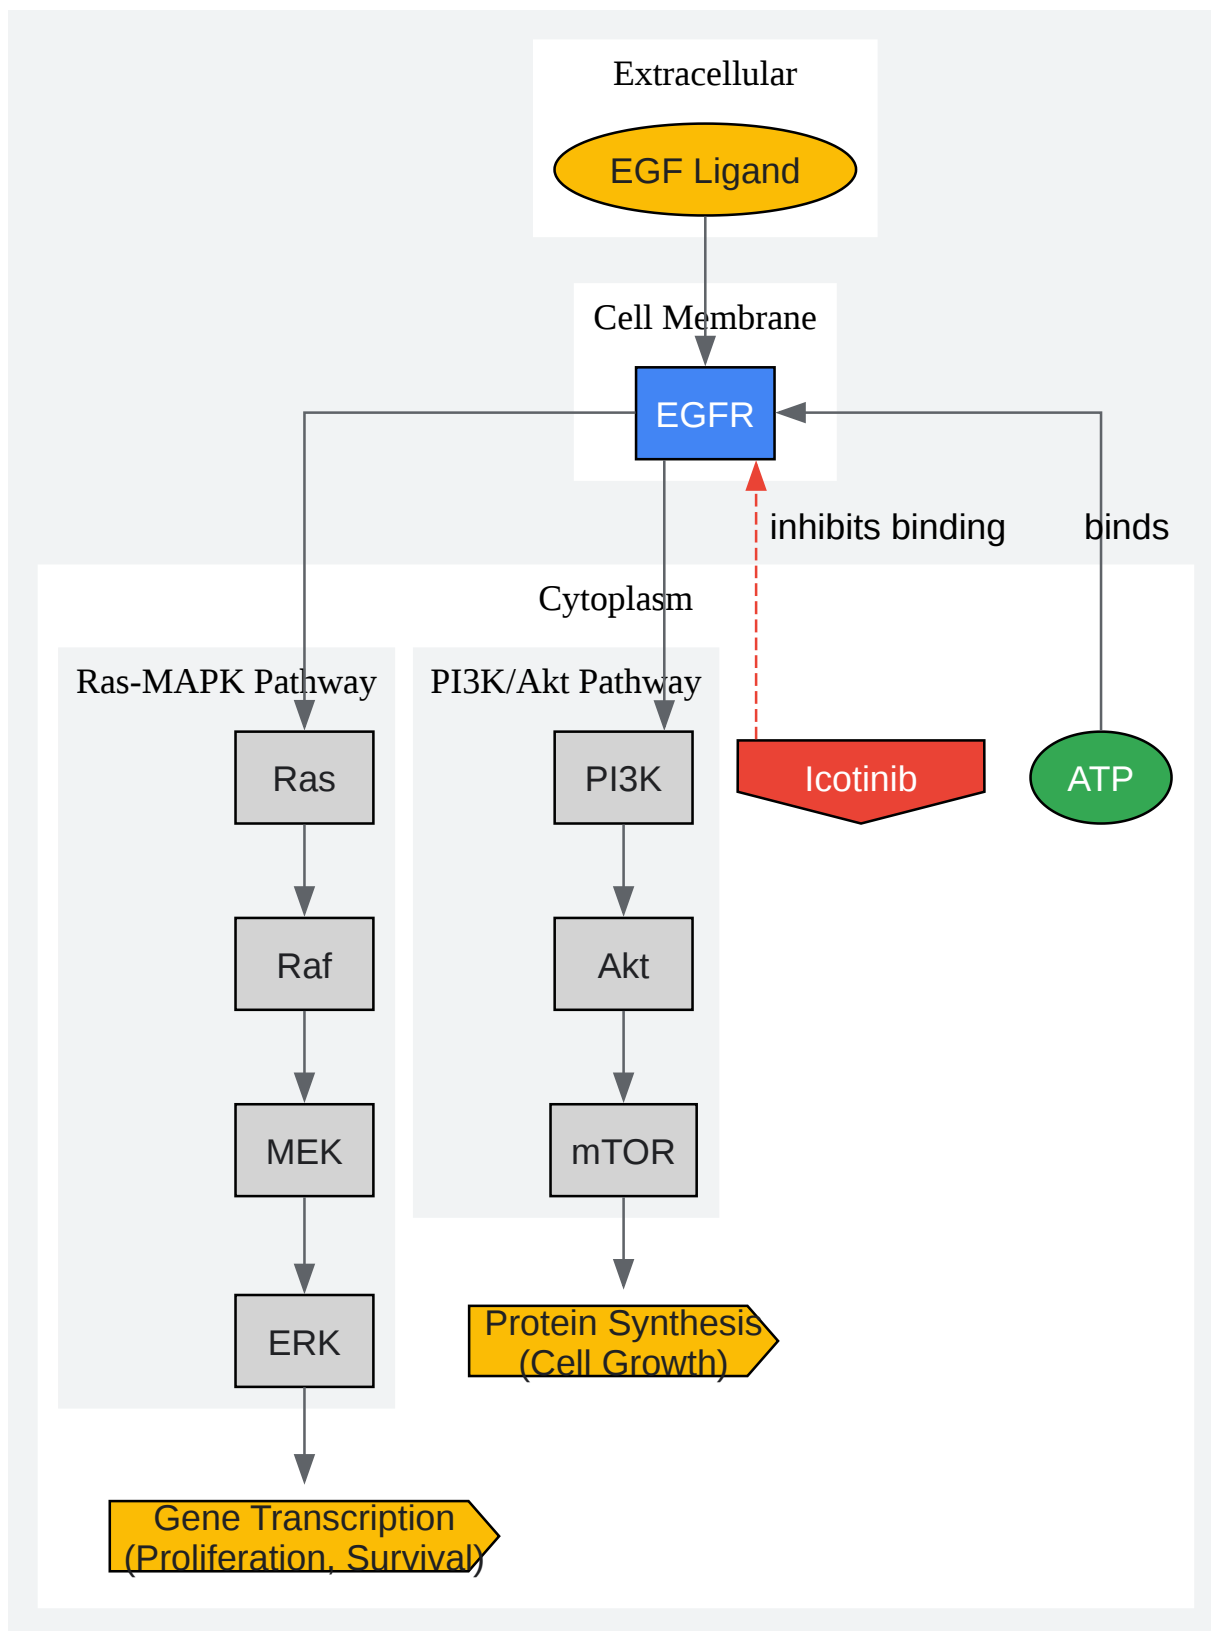 Extracellular
EGF Ligand
Cell Membrane
EGFR
inhibits binding
binds
Cytoplasm
Ras-MAPK Pathway
PI3K/Akt Pathway
Ras
PI3K
Icotinib
ATP
Raf
Akt
MEK
mTOR
ERK
Protein Synthesis
(Cell Growth)
Gene Transcription
(Proliferation, Survival)